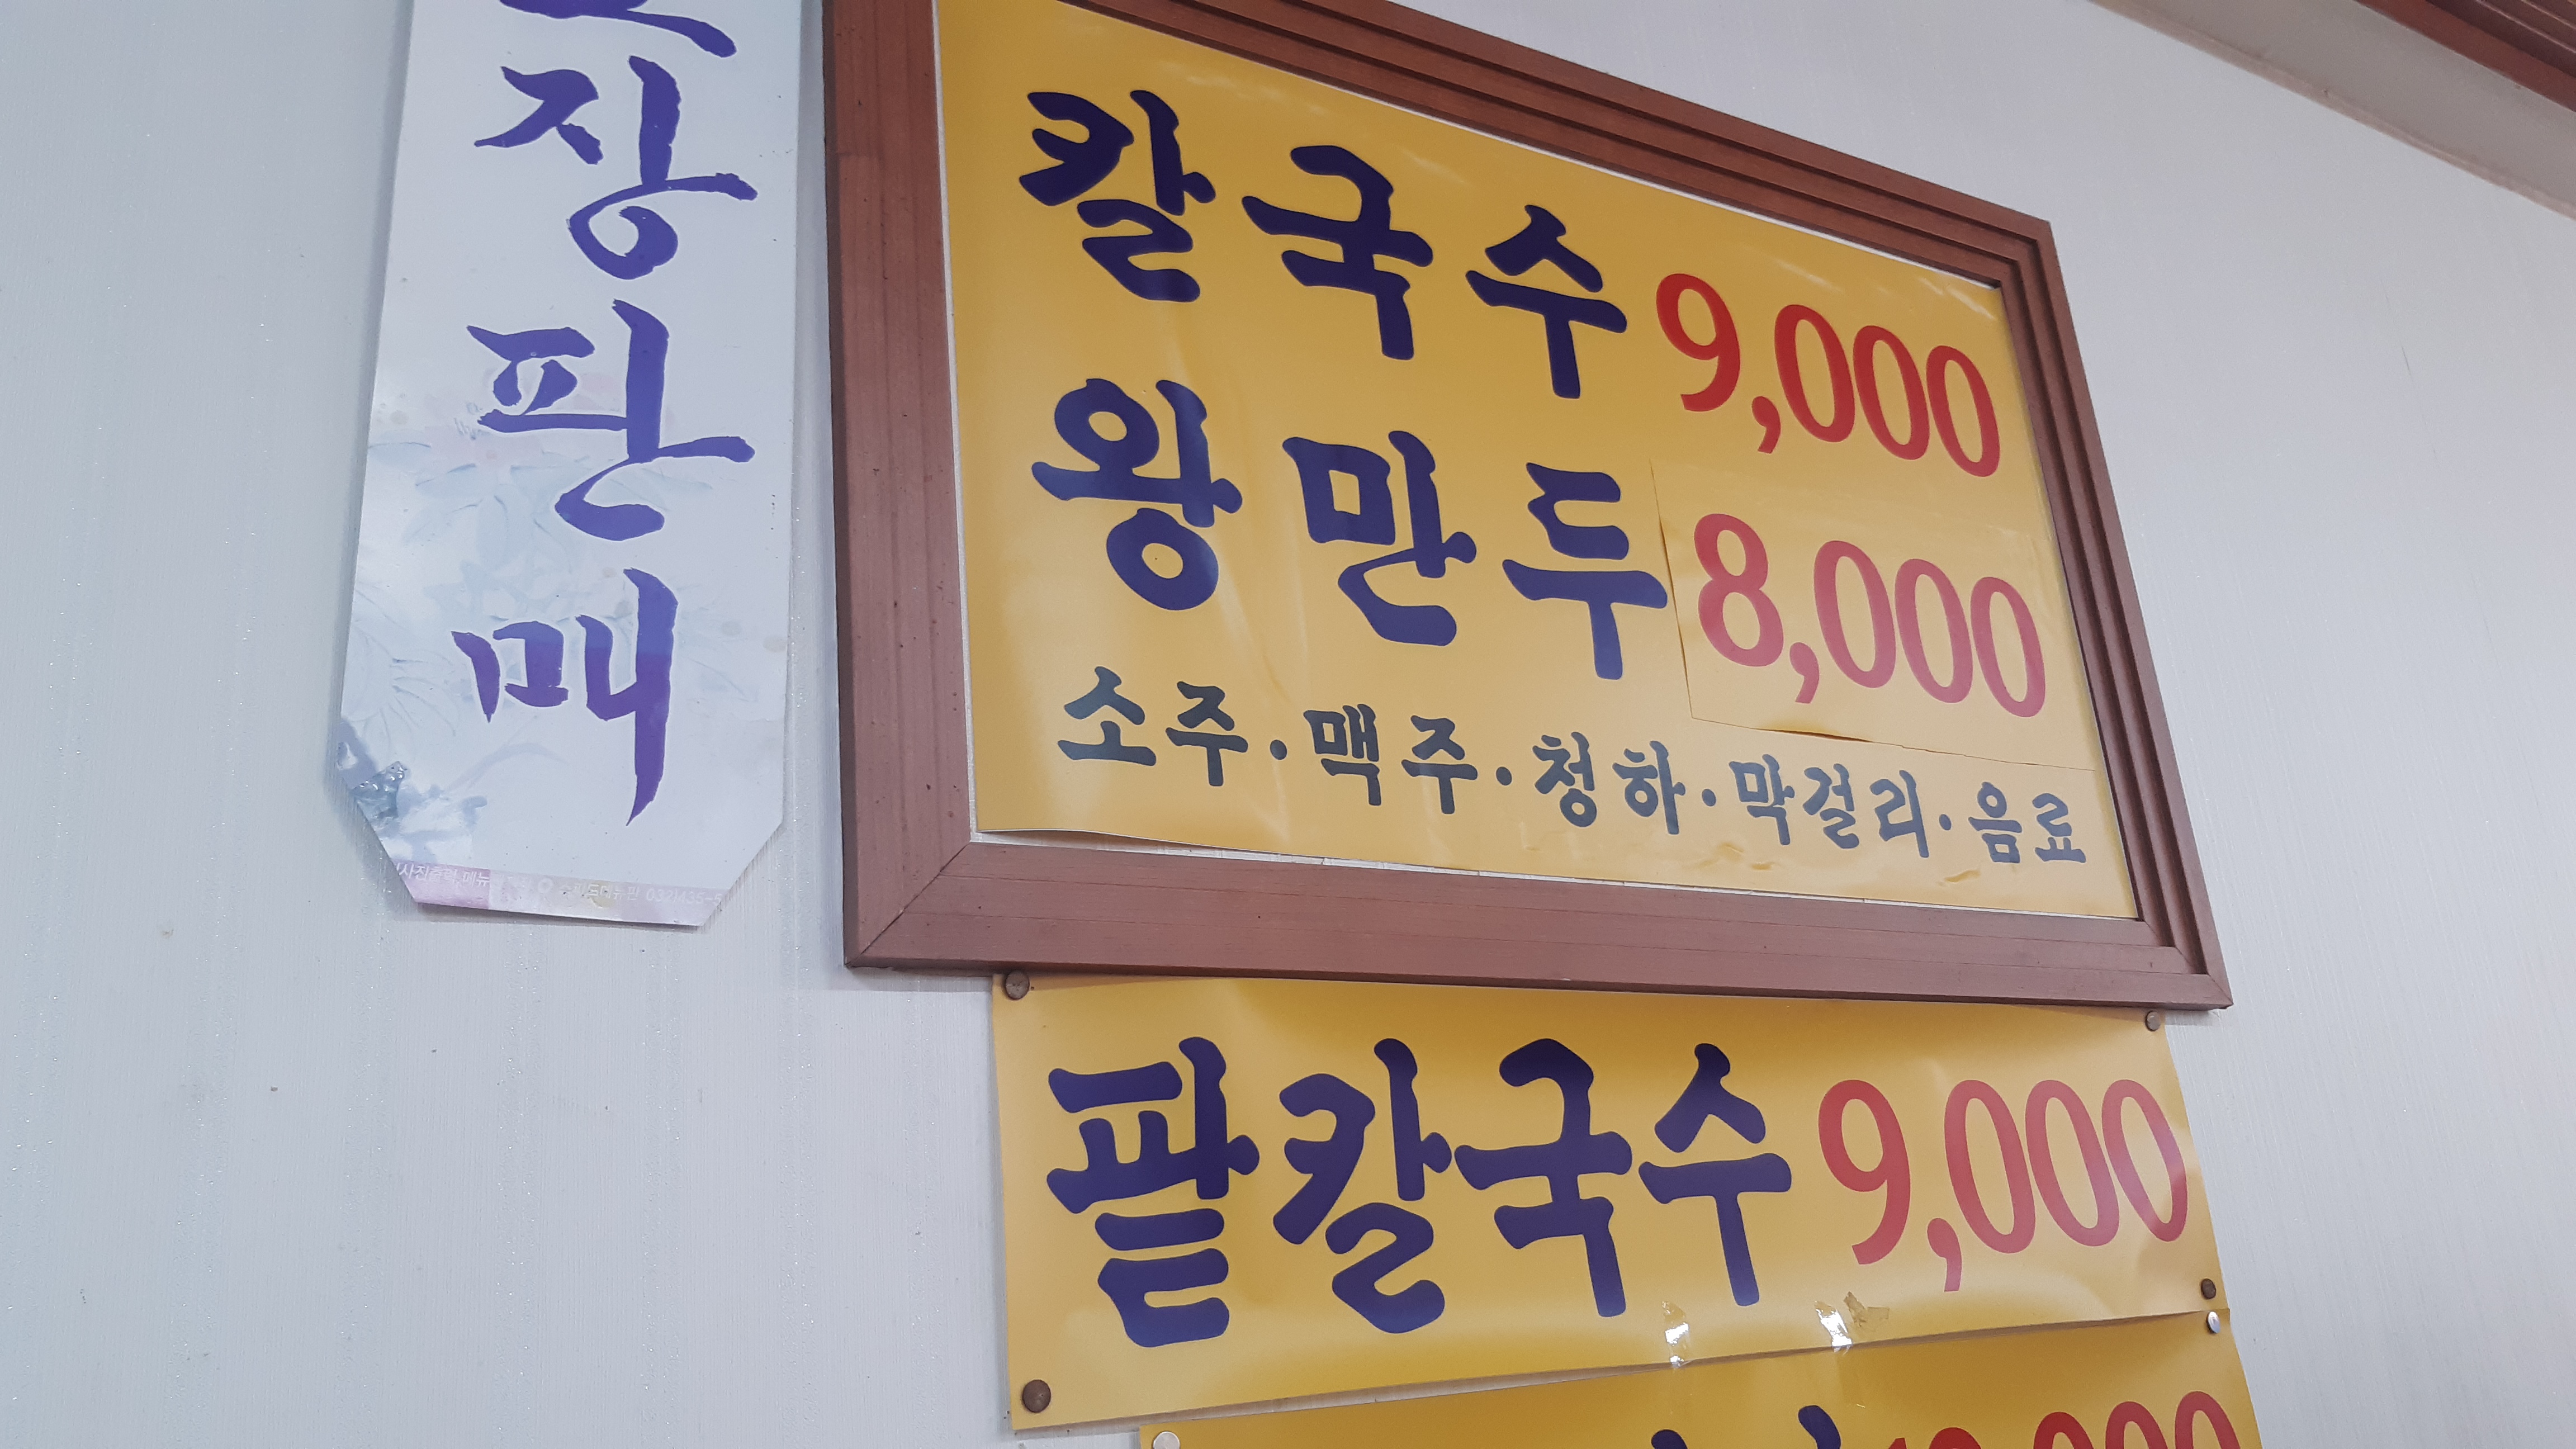 장판매
칼국수 9,000
왕만두 8,000
소주·맥주·청하·막걸리·음료
팥칼국수 9,000